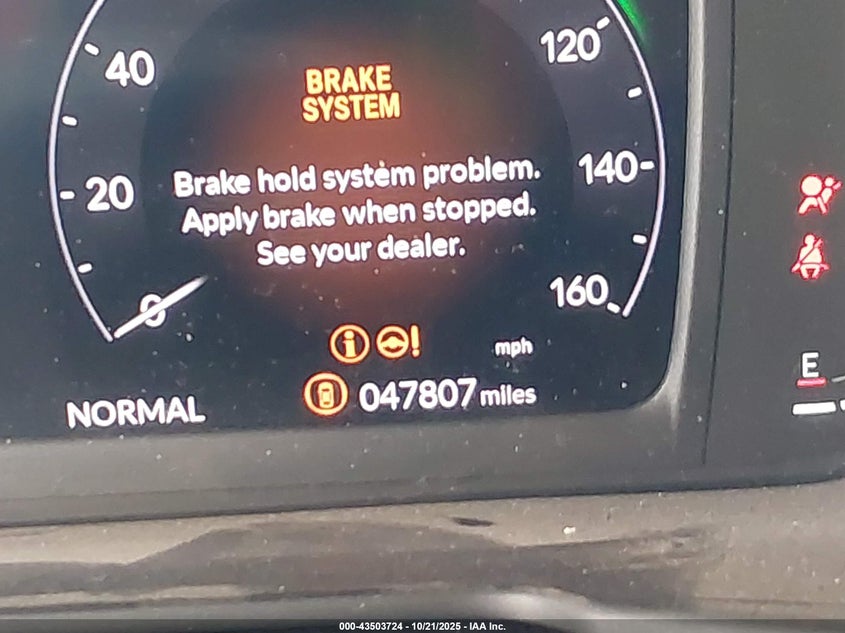 40
120
BRAKE
SYSTEM
Brake hold system problem.
20
140
Apply brake when stopped.
See your dealer.
0
160
mph
E
047807 miles
NORMAL
000-43503724 - 10/21/2025 - IAA Inc.